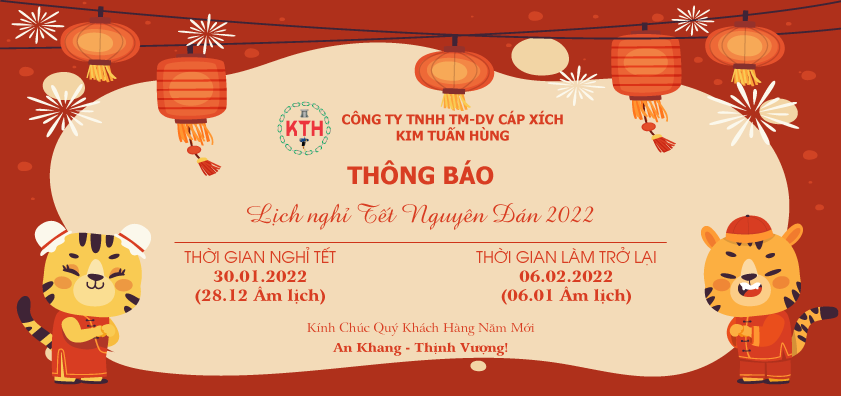 KTH
CÔNG TY TNHH TM-DV CÁP XÍCH
KIM TUẤN HÙNG
THÔNG BÁO
Lịch nghỉ Tết Nguyên Đán 2022
THỜI GIAN NGHỈ TẾT
30.01.2022
(28.12 Âm lịch)
THỜI GIAN LÀM TRỞ LẠI
06.02.2022
(06.01 Âm lịch)
Kính Chúc Quý Khách Hàng Năm Mới
An Khang - Thịnh Vượng!